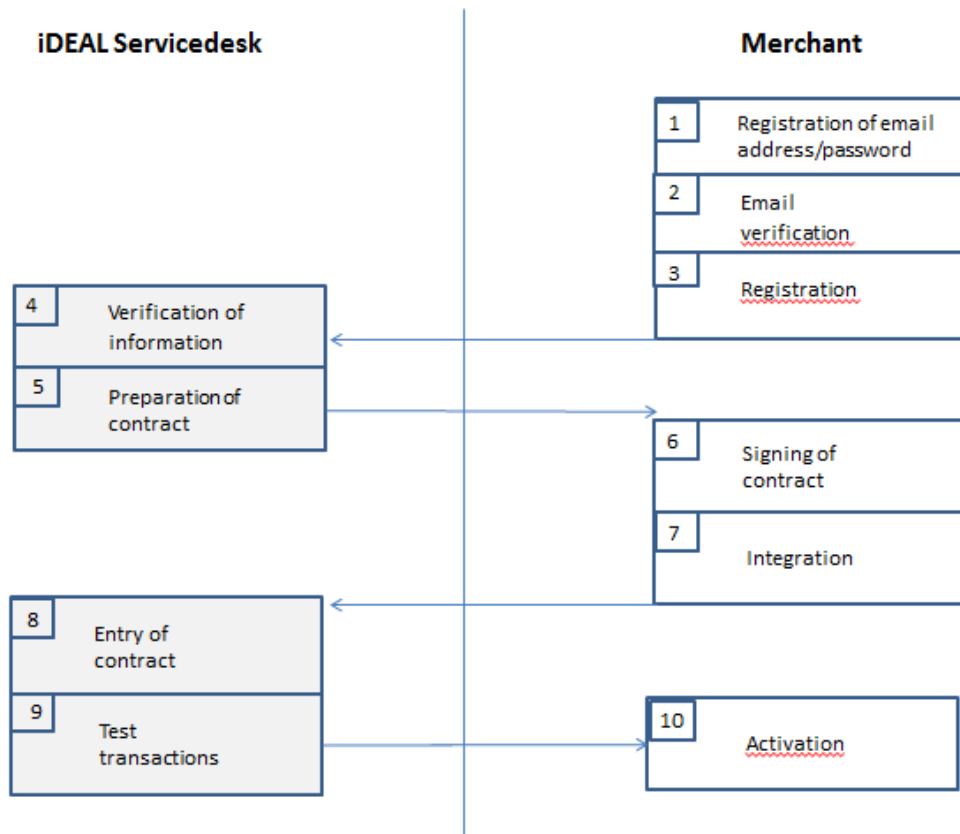 iDEAL Servicedesk
Merchant
1
Registration of email
address/password
2
Email
verification
3
Registration
4
Verification of
information
5
Preparation of
contract
6
Signing of
contract
7
Integration
8
Entry of
contract
9
Test
transactions
10
Activation